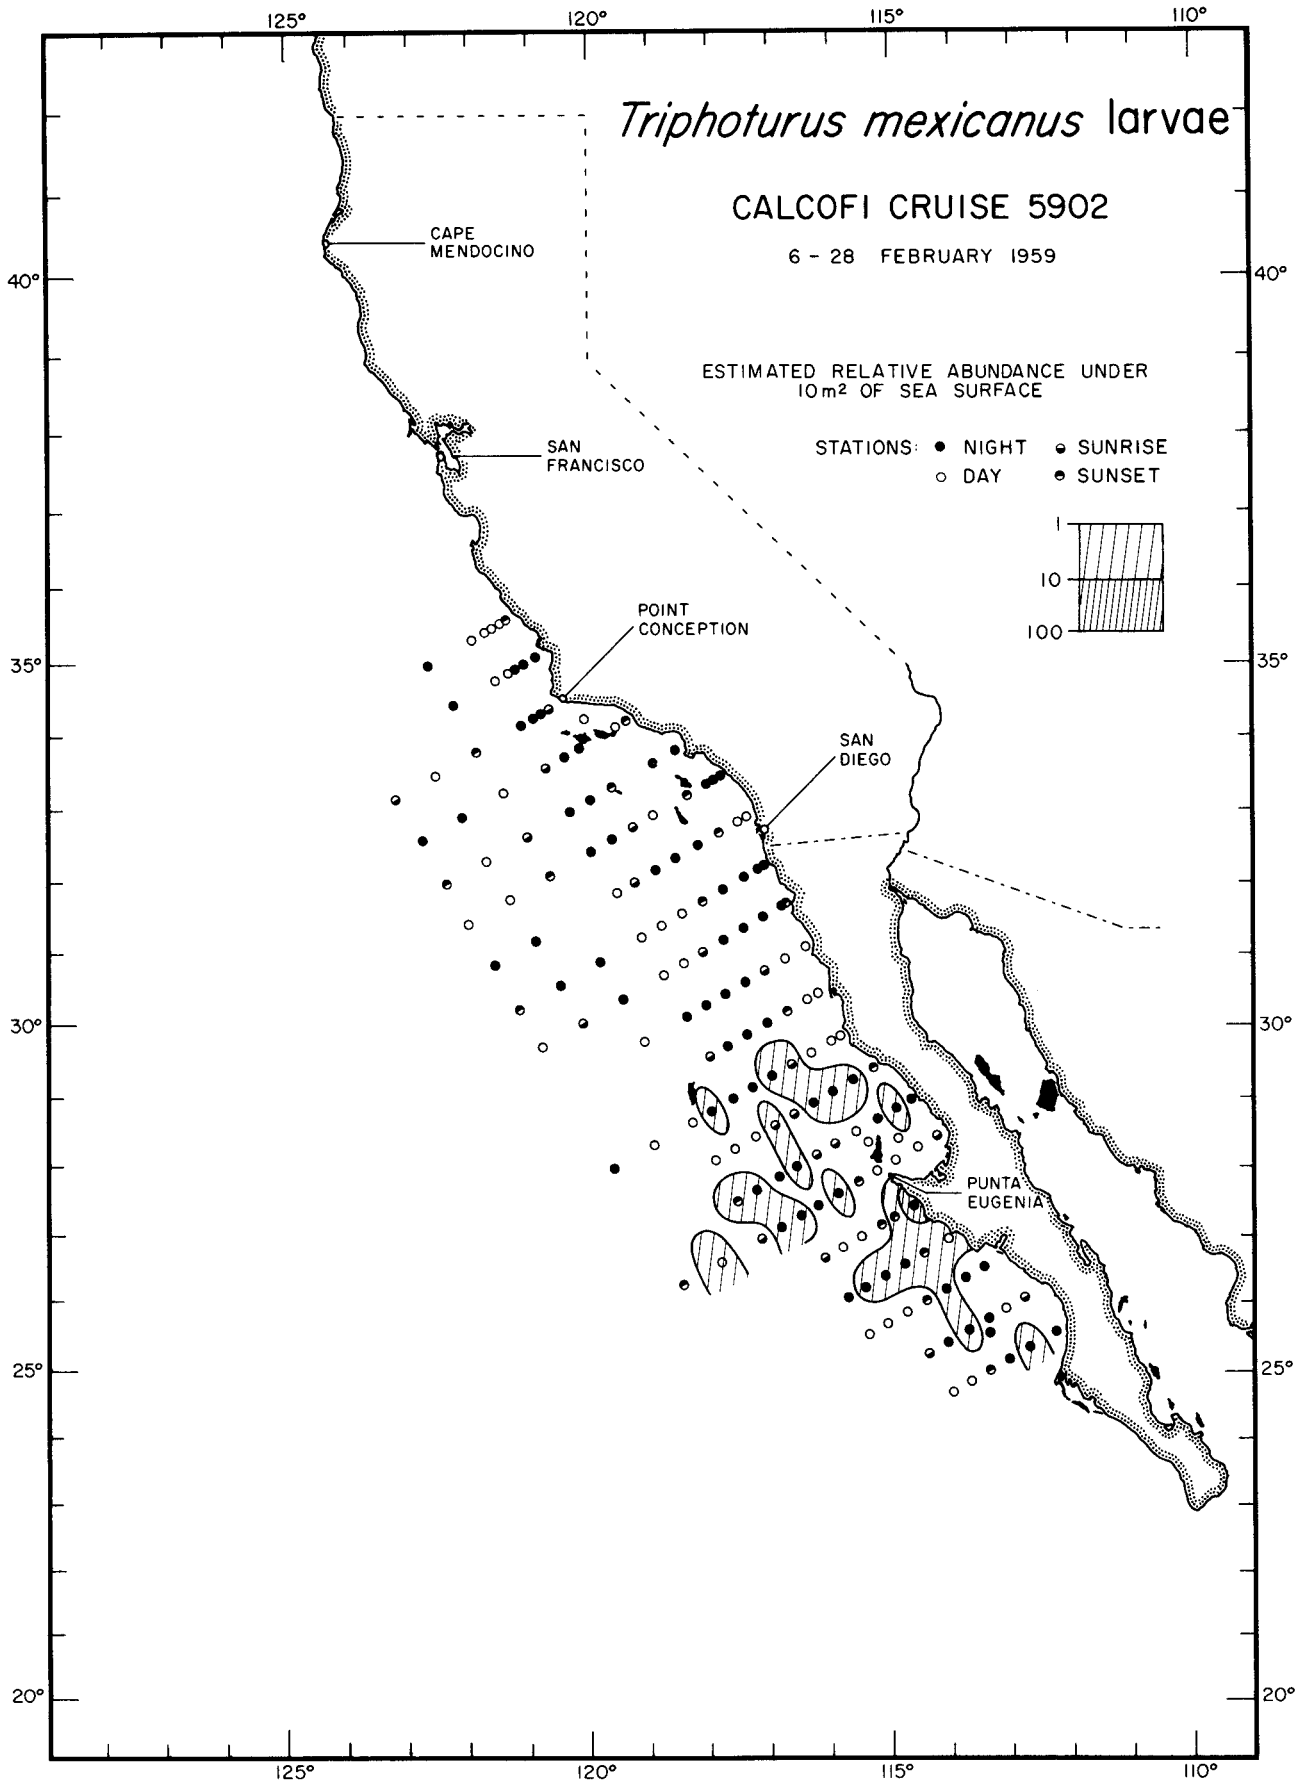 125° 120° 115° 110°
Triphoturus mexicanus larvae
CALCOFI CRUISE 5902
6 - 28 FEBRUARY 1959
CAPE
MENDOCINO
40° 40°
ESTIMATED RELATIVE ABUNDANCE UNDER
10m² OF SEA SURFACE
STATIONS: NIGHT SUNRISE
DAY SUNSET
SAN
FRANCISCO
1
10
100
POINT
CONCEPTION
35° 35°
SAN
DIEGO
30° 30°
PUNTA
EUGENIA
25° 25°
20° 20°
125° 120° 115° 110°